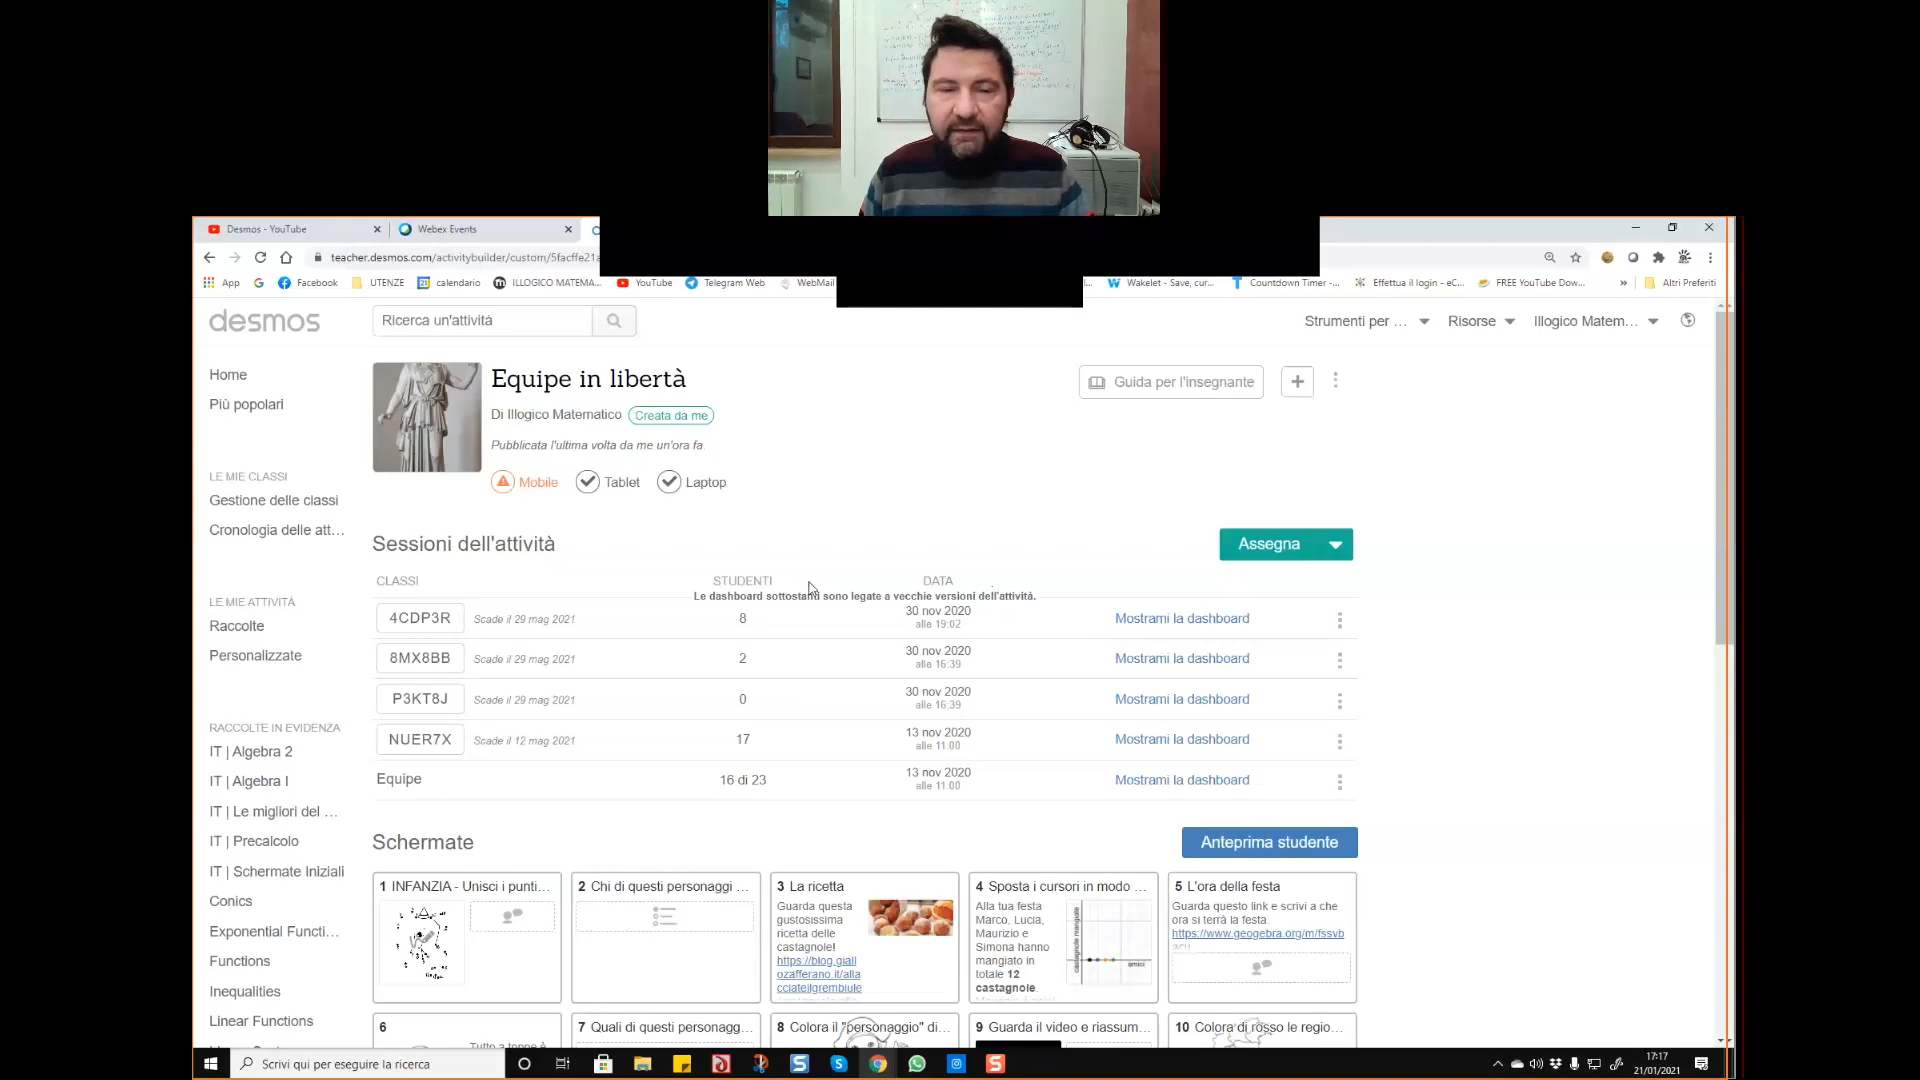 Desmos - YouTube
Webex Events
teacher.desmos.com/activitybuilder/custom/5facffe21a
App
Facebook
UTENZE
calendario
ILLOGICO MATEMA...
YouTube
Telegram Web
WebMail
Wakelet - Save, cur...
Countdown Timer -...
Effettua il login - eC...
FREE YouTube Dow...
»
Altri Preferiti
desmos
Ricerca un'attività
Strumenti per ...
Risorse
Illogico Matem...
Home
Più popolari
LE MIE CLASSI
Gestione delle classi
Cronologia delle att...
LE MIE ATTIVITÀ
Raccolte
Personalizzate
RACCOLTE IN EVIDENZA
IT | Algebra 2
IT | Algebra I
IT | Le migliori del ...
IT | Precalcolo
IT | Schermate Iniziali
Conics
Exponential Functi...
Functions
Inequalities
Linear Functions
Equipe in libertà
Di Illogico Matematico Creata da me
Pubblicata l'ultima volta da me un'ora fa.
Mobile Tablet Laptop
Guida per l'insegnante
+
Sessioni dell'attività
Assegna
CLASSI STUDENTI DATA
Le dashboard sottostanti sono legate a vecchie versioni dell'attività.
4CDP3R Scade il 29 mag 2021 8 30 nov 2020 Mostrami la dashboard
alle 19:02
8MX8BB Scade il 29 mag 2021 2 30 nov 2020 Mostrami la dashboard
alle 16:39
P3KT8J Scade il 29 mag 2021 0 30 nov 2020 Mostrami la dashboard
alle 16:39
NUER7X Scade il 12 mag 2021 17 13 nov 2020 Mostrami la dashboard
alle 11:00
Equipe 16 di 23 13 nov 2020 Mostrami la dashboard
alle 11:00
Schermate
Anteprima studente
1 INFANZIA - Unisci i punti...
2 Chi di questi personaggi ...
3 La ricetta
Guarda questa
gustosissima
ricetta delle
castagnole!
https://blog.giall
ozafferano.it/alla
cciateilgrembiule
4 Sposta i cursori in modo ...
Alla tua festa
Marco, Lucia,
Maurizio e
Simona hanno
mangiato in
totale 12
castagnole.
castagnole mangiate
amici
5 L'ora della festa
Guarda questo link e scrivi a che
ora si terrà la festa.
https://www.geogebra.org/m/fssvb
6
7 Quali di questi personagg...
8 Colora il "personaggio" di...
9 Guarda il video e riassum...
10 Colora di rosso le regio...
Scrivi qui per eseguire la ricerca
17:17
21/01/2021